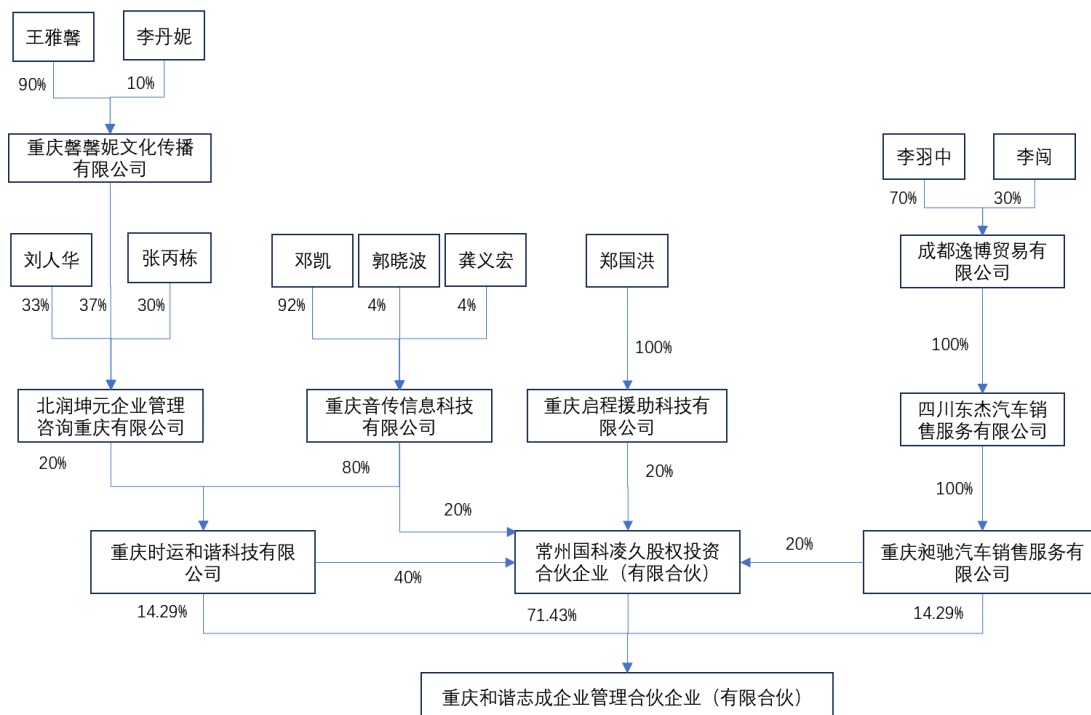 王雅馨
李丹妮
90%
10%
重庆馨馨妮文化传播
有限公司
李羽中
李闯
70%
30%
刘人华
张丙栋
邓凯
郭晓波
龚义宏
郑国洪
成都逸博贸易有
限公司
33%
37%
30%
92%
4%
4%
100%
100%
北润坤元企业管理
咨询重庆有限公司
重庆音传信息科技
有限公司
重庆启程援助科技有
限公司
四川东杰汽车销
售服务有限公司
20%
80%
20%
100%
20%
重庆时运和谐科技有限
公司
常州国科凌久股权投资
合伙企业（有限合伙）
20%
重庆昶驰汽车销售服务有
限公司
40%
14.29%
71.43%
14.29%
重庆和谐志成企业管理合伙企业（有限合伙）